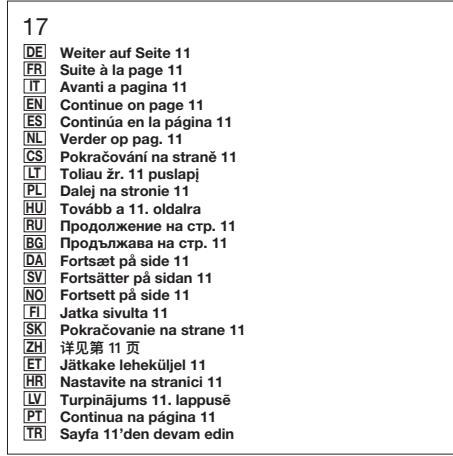 17
DE Weiter auf Seite 11
FR Suite à la page 11
IT Avanti a pagina 11
EN Continue on page 11
ES Continúa en la página 11
NL Verder op pag. 11
CS Pokračování na straně 11
LT Toliau žr. 11 puslapį
PL Dalej na stronie 11
HU Tovább a 11. oldalra
RU Продолжение на стр. 11
BG Продължава на стр. 11
DA Fortsæt på side 11
SV Fortsätter på sidan 11
NO Fortsett på side 11
FI Jatka sivulta 11
SK Pokračovanie na strane 11
ZH 详见第 11 页
ET Jätkake leheküljel 11
HR Nastavite na stranici 11
LV Turpinājums 11. lappusē
PT Continua na página 11
TR Sayfa 11’den devam edin